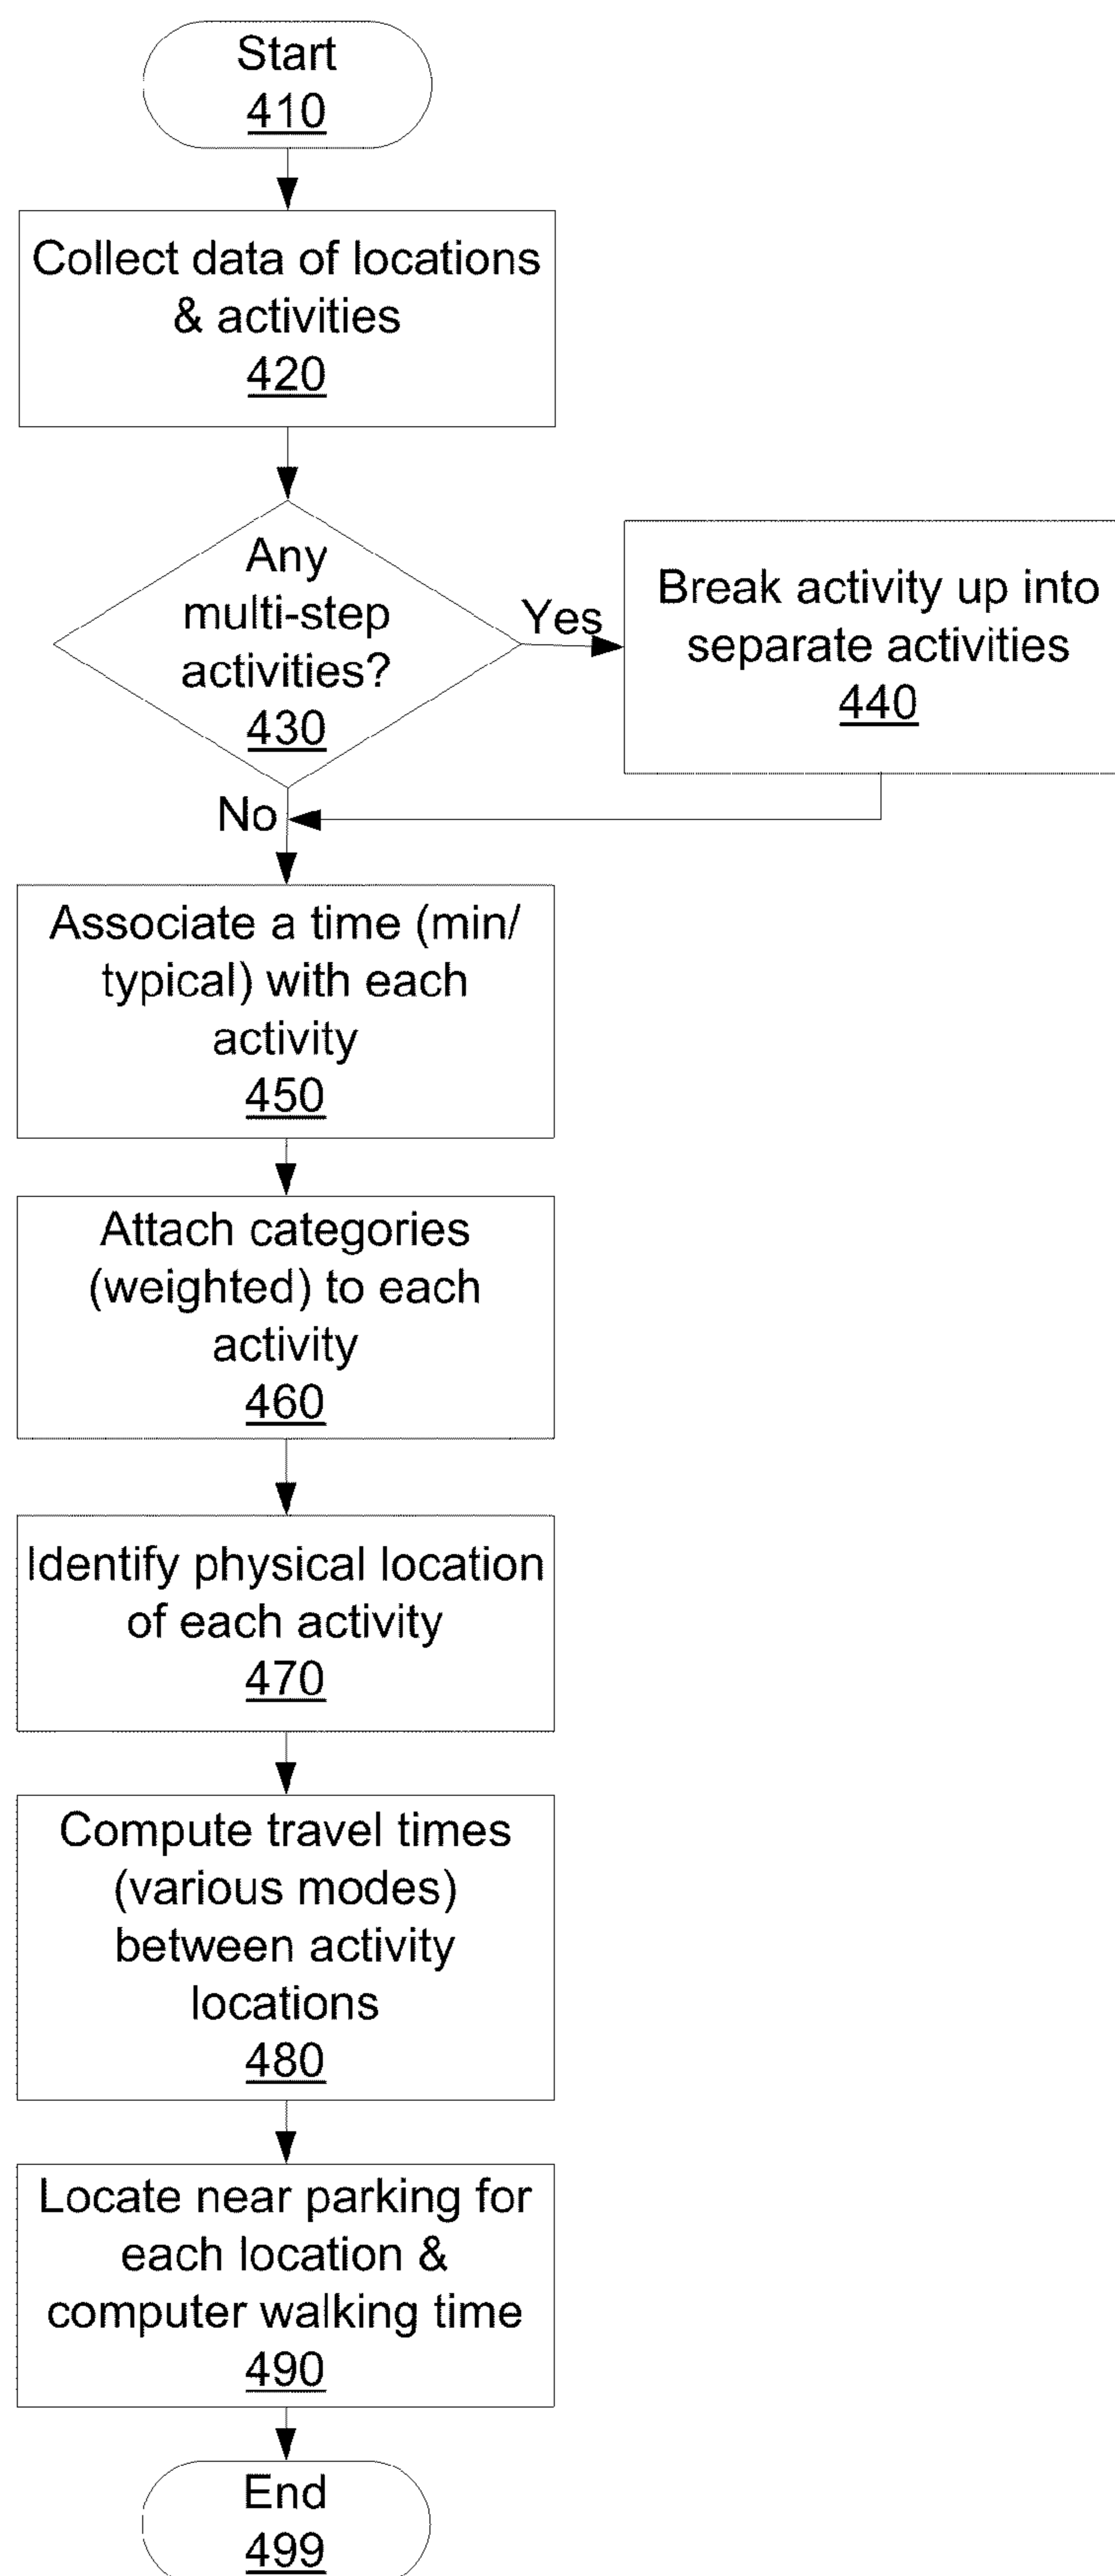 Start
410
Collect data of locations
& activities
420
Any
multi-step
activities?
430
Yes
Break activity up into
separate activities
440
No
Associate a time (min/
typical) with each
activity
450
Attach categories
(weighted) to each
activity
460
Identify physical location
of each activity
470
Compute travel times
(various modes)
between activity
locations
480
Locate near parking for
each location &
computer walking time
490
End
499